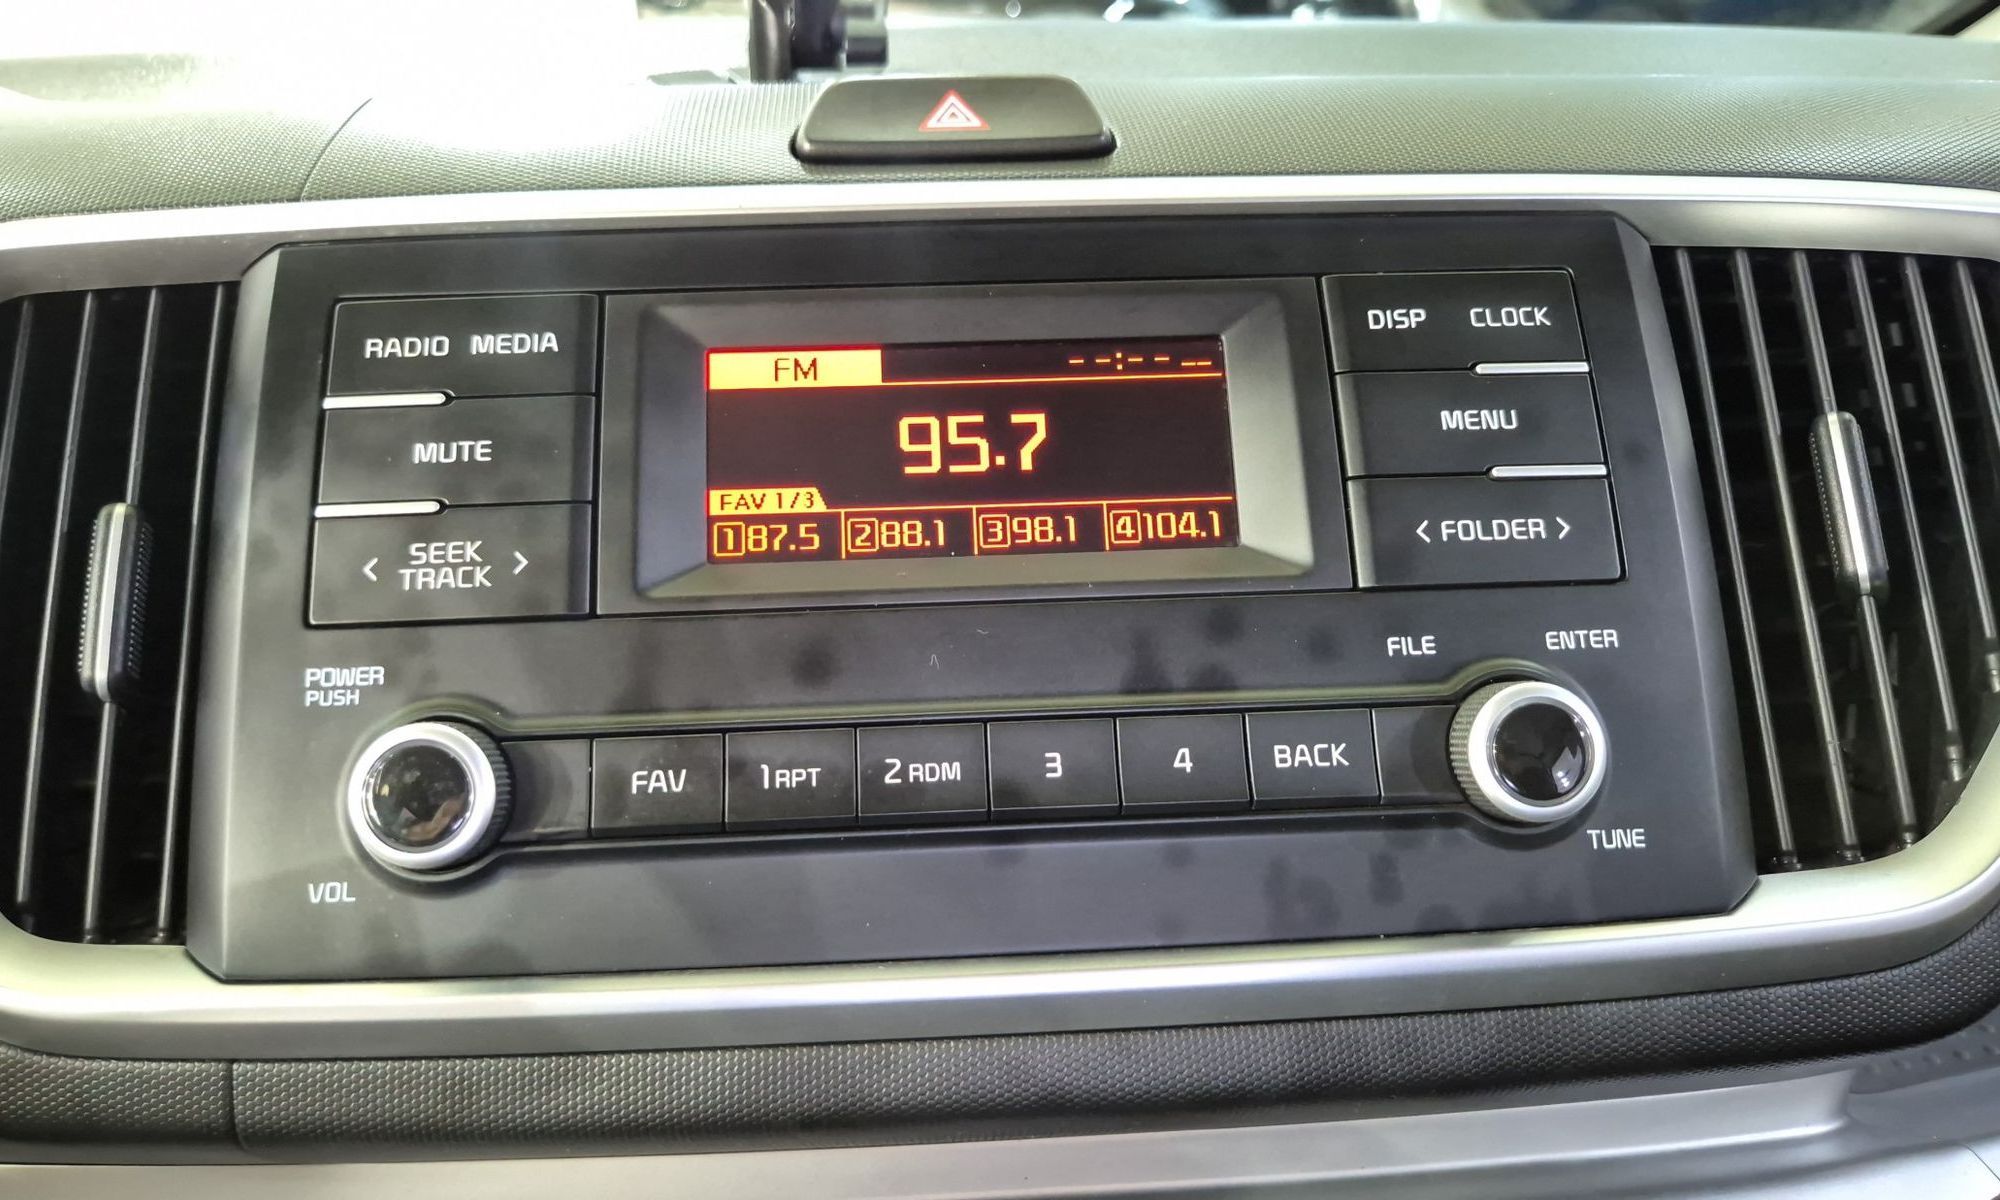 RADIO MEDIA
MUTE
< SEEK TRACK >
FM --:-- --
95.7
FAV 1/3
1 87.5 2 88.1 3 98.1 4 104.1
DISP CLOCK
MENU
< FOLDER >
POWER
PUSH
VOL
FAV 1 RPT 2 RDM 3 4 BACK
FILE ENTER
TUNE